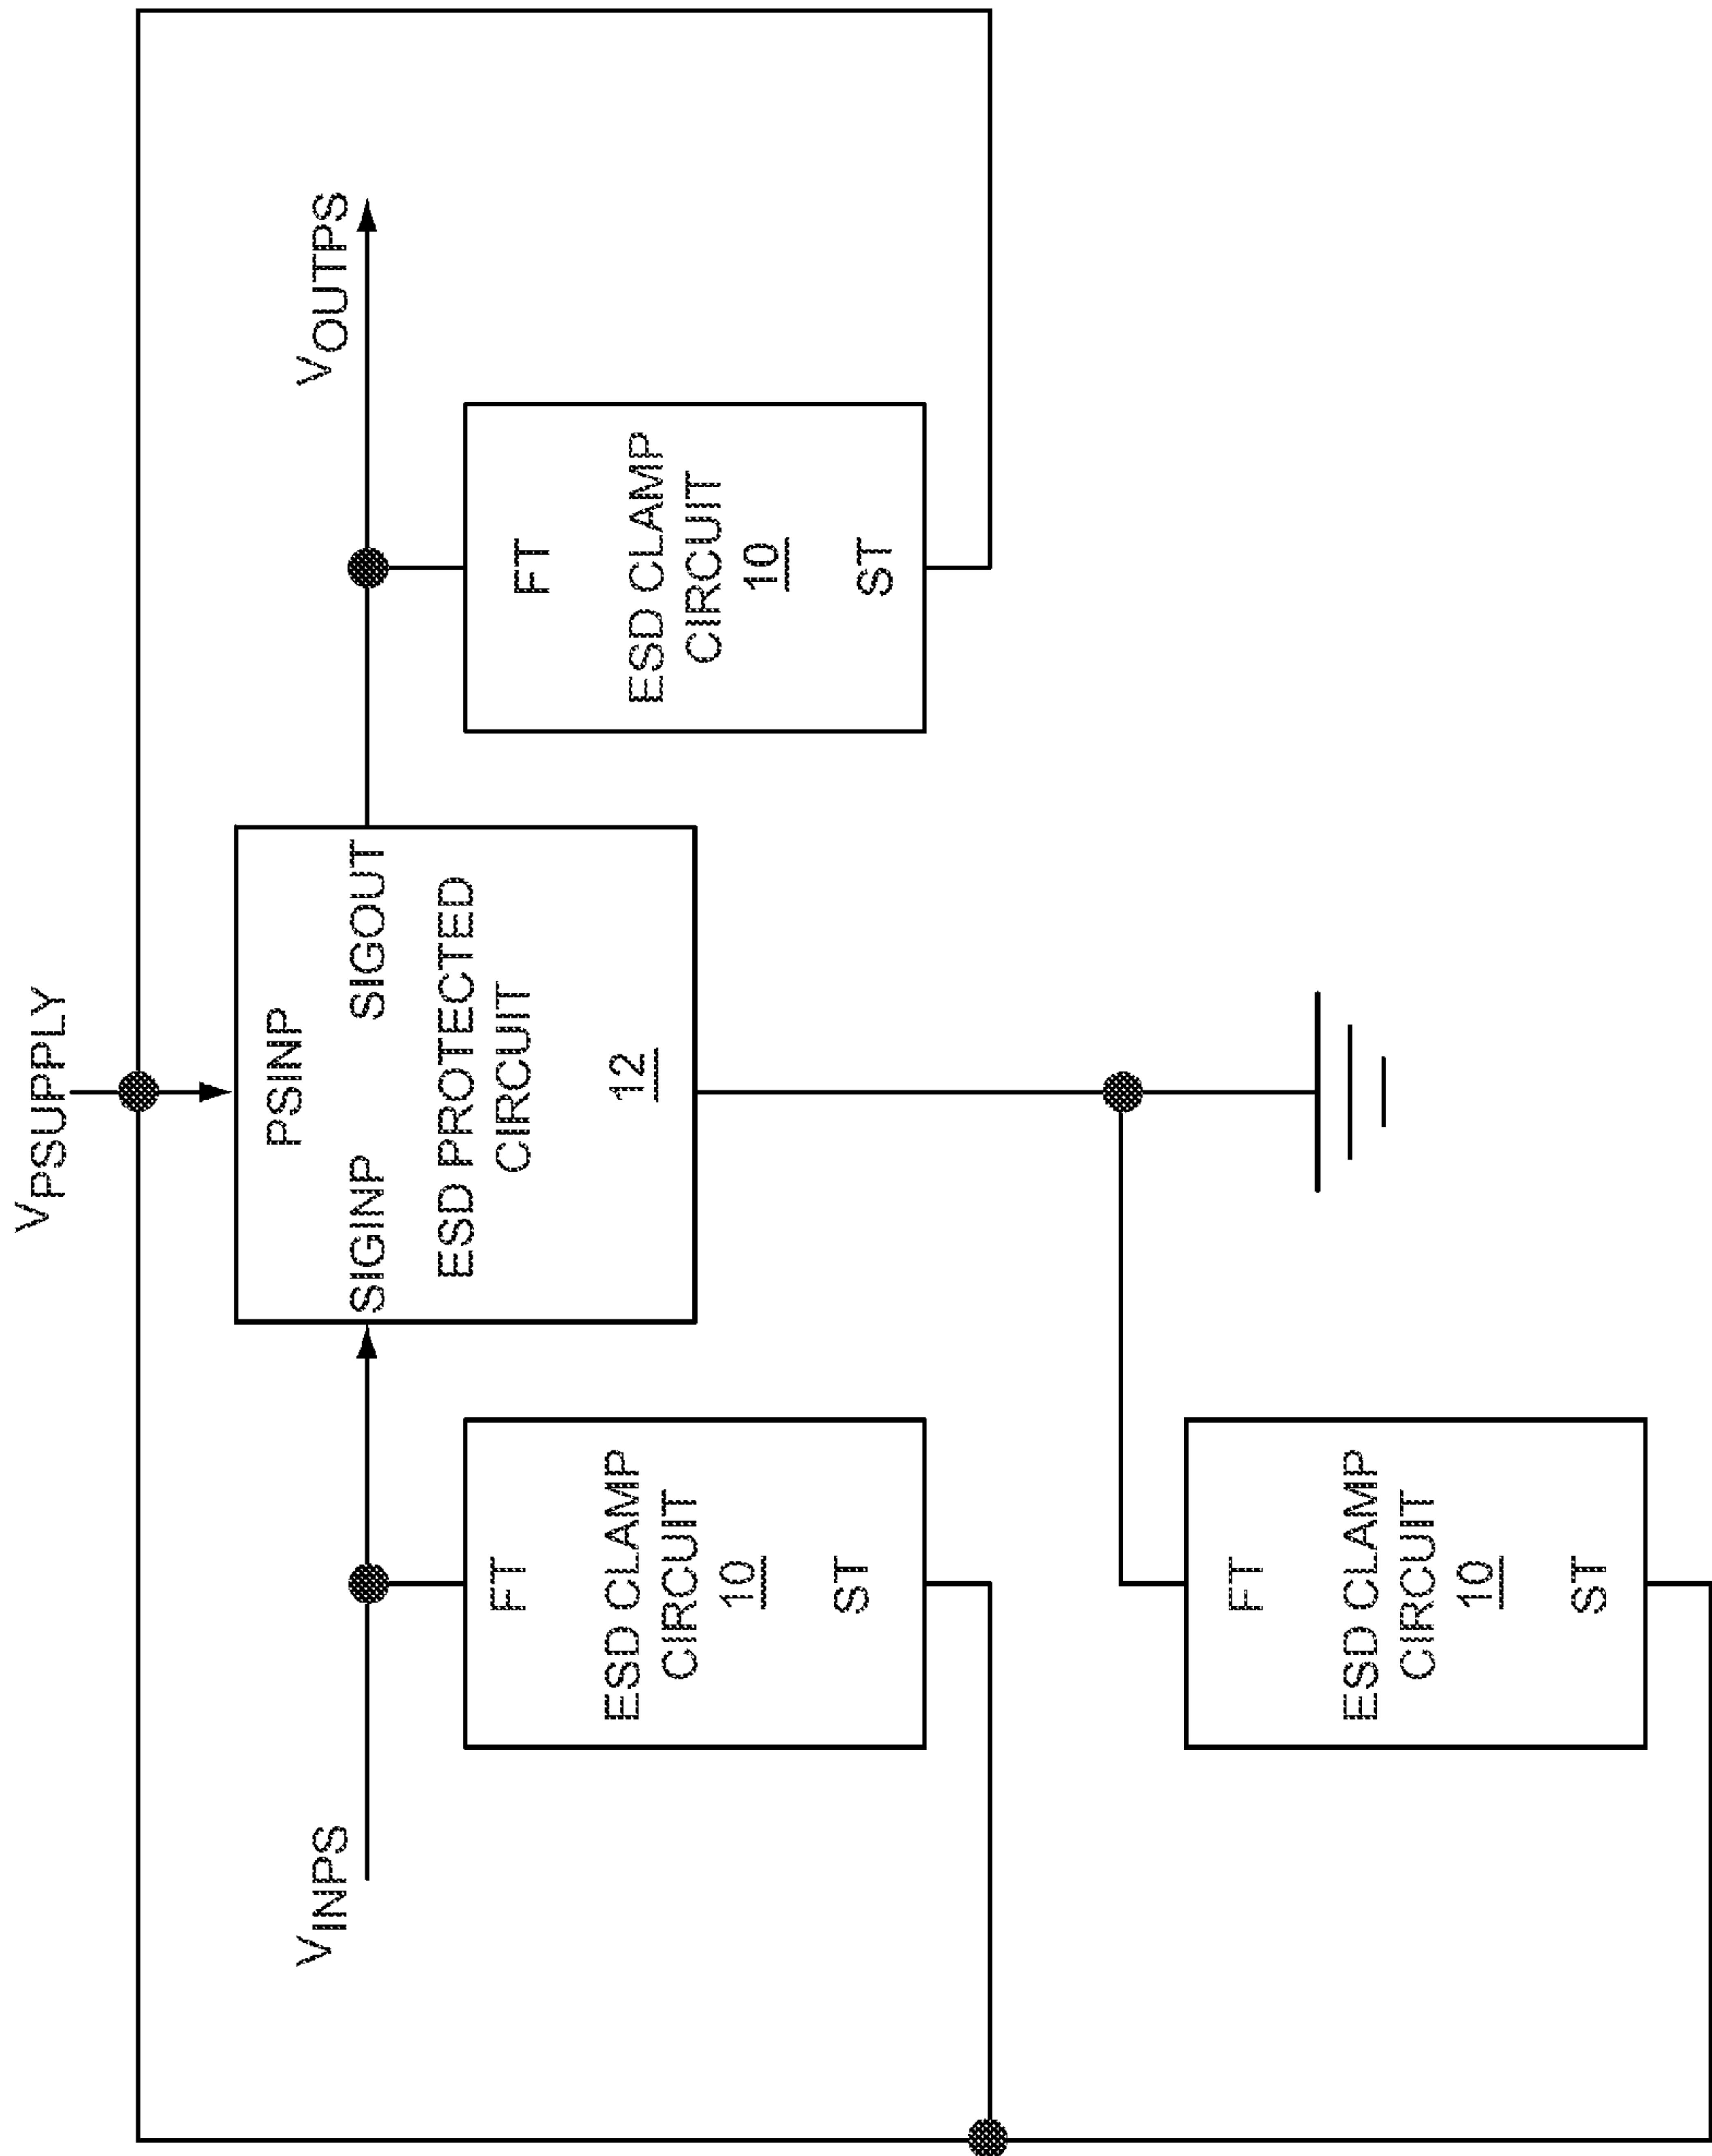 VPSUPPLY
PSINP
VINPS
SIGINP
SIGOUT
VOUTPS
ESD PROTECTED
CIRCUIT
12
FT
ESD CLAMP
CIRCUIT
10
ST
FT
ESD CLAMP
CIRCUIT
10
ST
FT
ESD CLAMP
CIRCUIT
10
ST